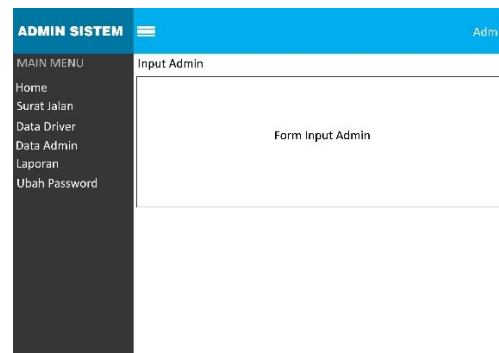 ADMIN SISTEM
Adm
MAIN MENU
Input Admin
Home
Surat Jalan
Data Driver
Data Admin
Laporan
Ubah Password
Form Input Admin